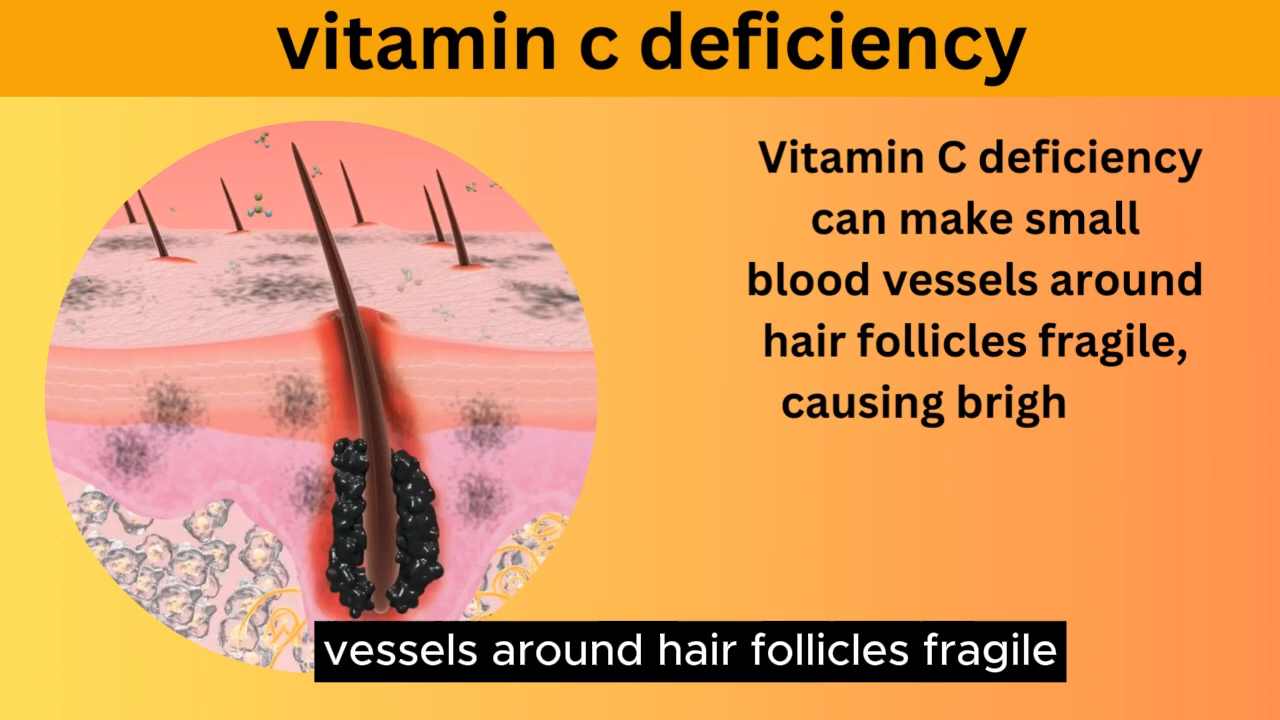 vitamin c deficiency
Vitamin C deficiency
can make small
blood vessels around
hair follicles fragile,
causing brigh
vessels around hair follicles fragile